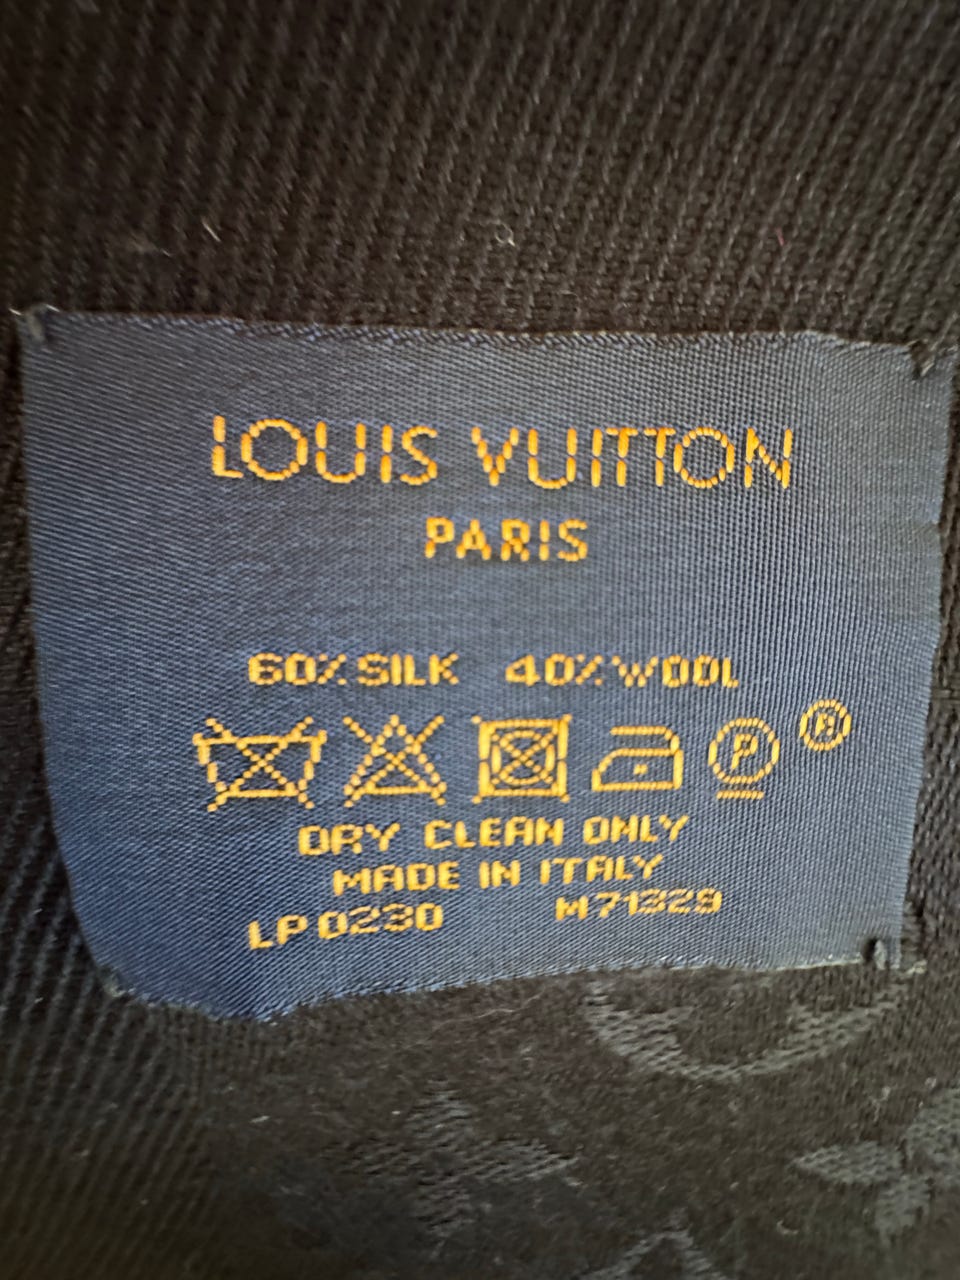 LOUIS VUITTON
PARIS
60% SILK 40% WOOL
P ®
DRY CLEAN ONLY
MADE IN ITALY
LP0230 M71329